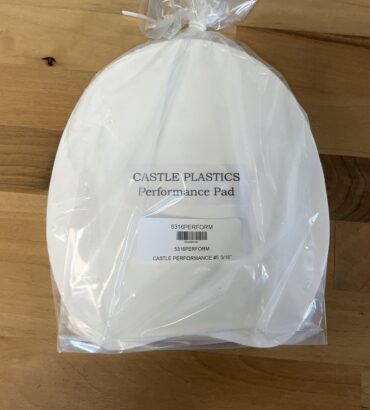 CASTLE PLASTICS
Performance Pad
5316PERFORM
5316PERFORM
CASTLE PERFORMANCE #5 3/16"